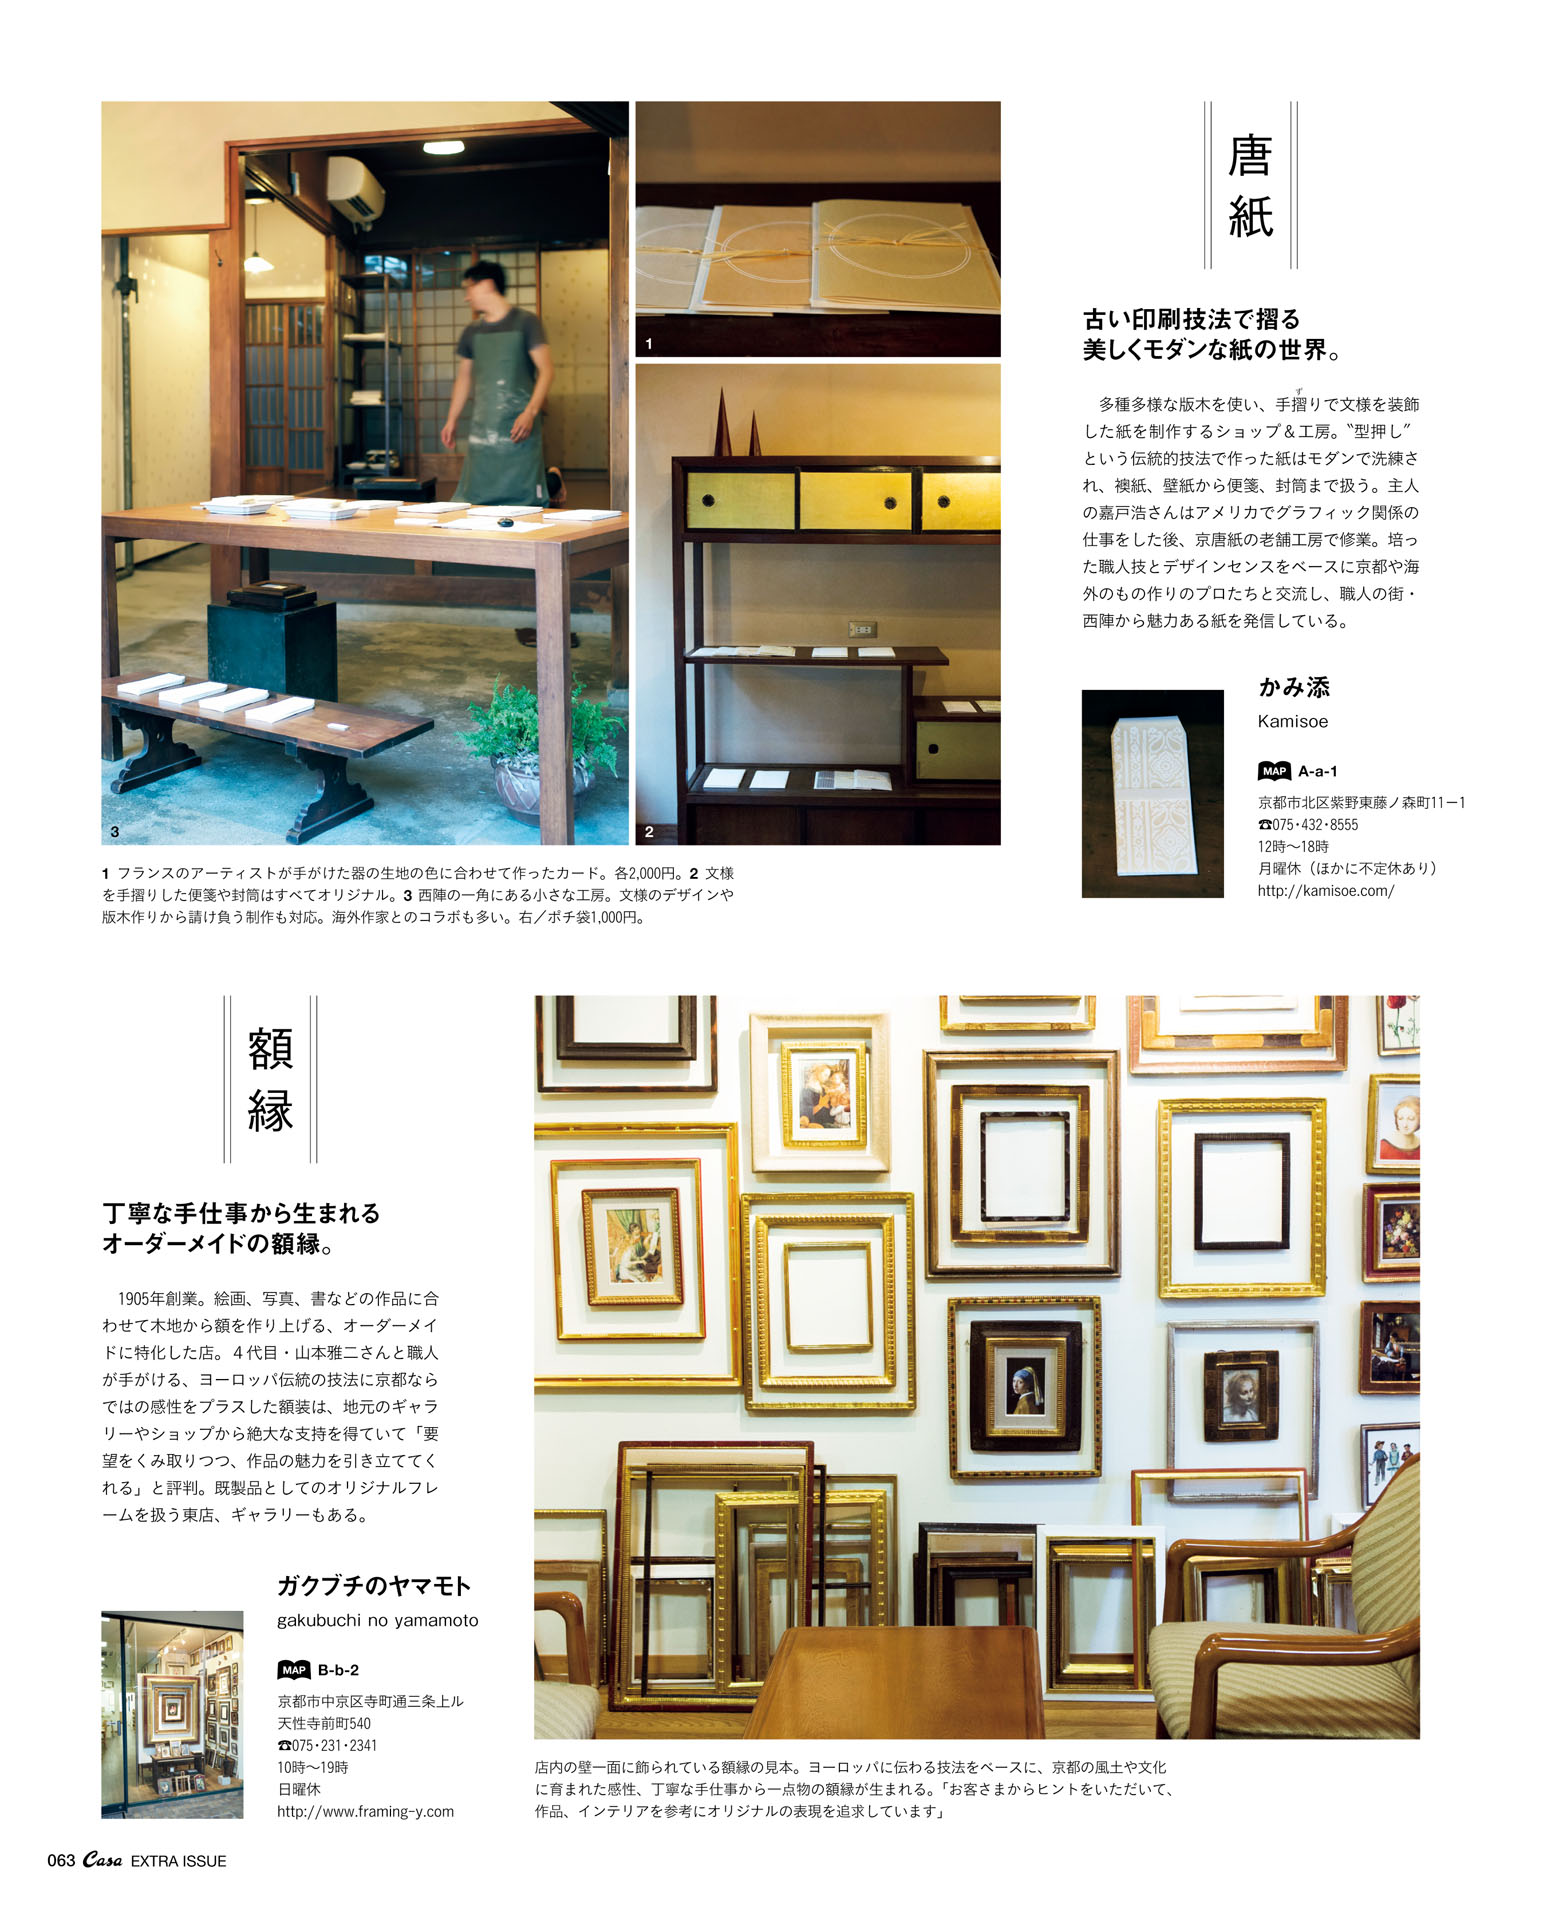 唐紙
古い印刷技法で摺る
美しくモダンな紙の世界。
ず
多種多様な版木を使い、手摺りで文様を装飾
した紙を制作するショップ＆工房。〝型押し〟
という伝統的技法で作った紙はモダンで洗練さ
れ、襖紙、壁紙から便箋、封筒まで扱う。主人
の嘉戸浩さんはアメリカでグラフィック関係の
仕事をした後、京唐紙の老舗工房で修業。培っ
た職人技とデザインセンスをベースに京都や海
外のもの作りのプロたちと交流し、職人の街・
西陣から魅力ある紙を発信している。
かみ添
Kamisoe
MAP A-a-1
京都市北区紫野東藤ノ森町11−1
☎075・432・8555
12時〜18時
月曜休（ほかに不定休あり）
http://kamisoe.com/
1
2
3
1 フランスのアーティストが手がけた器の生地の色に合わせて作ったカード。各2,000円。2 文様
を手摺りした便箋や封筒はすべてオリジナル。3 西陣の一角にある小さな工房。文様のデザインや
版木作りから請け負う制作も対応。海外作家とのコラボも多い。右／ポチ袋1,000円。
額縁
丁寧な手仕事から生まれる
オーダーメイドの額縁。
1905年創業。絵画、写真、書などの作品に合
わせて木地から額を作り上げる、オーダーメイ
ドに特化した店。４代目・山本雅二さんと職人
が手がける、ヨーロッパ伝統の技法に京都なら
ではの感性をプラスした額装は、地元のギャラ
リーやショップから絶大な支持を得ていて「要
望をくみ取りつつ、作品の魅力を引き立ててく
れる」と評判。既製品としてのオリジナルフレ
ームを扱う東店、ギャラリーもある。
ガクブチのヤマモト
gakubuchi no yamamoto
MAP B-b-2
京都市中京区寺町通三条上ル
天性寺前町540
☎075・231・2341
10時〜19時
日曜休
http://www.framing-y.com
店内の壁一面に飾られている額縁の見本。ヨーロッパに伝わる技法をベースに、京都の風土や文化
に育まれた感性、丁寧な手仕事から一点物の額縁が生まれる。「お客さまからヒントをいただいて、
作品、インテリアを参考にオリジナルの表現を追求しています」
063 Casa EXTRA ISSUE